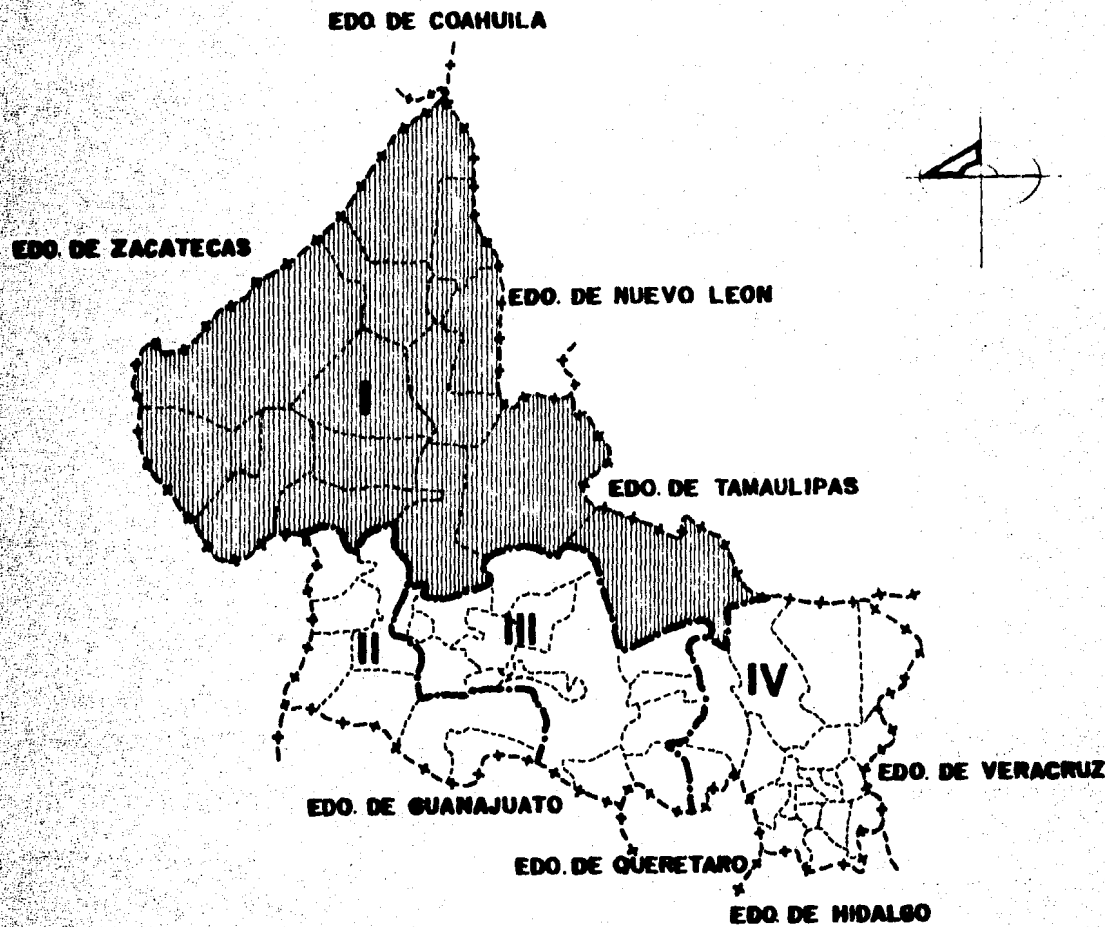 EDO. DE COAHUILA
EDO. DE ZACATECAS
EDO. DE NUEVO LEON
I
EDO. DE TAMAULIPAS
III
II
IV
EDO. DE VERACRUZ
EDO. DE GUANAJUATO
EDO. DE QUERETARO
EDO. DE HIDALGO